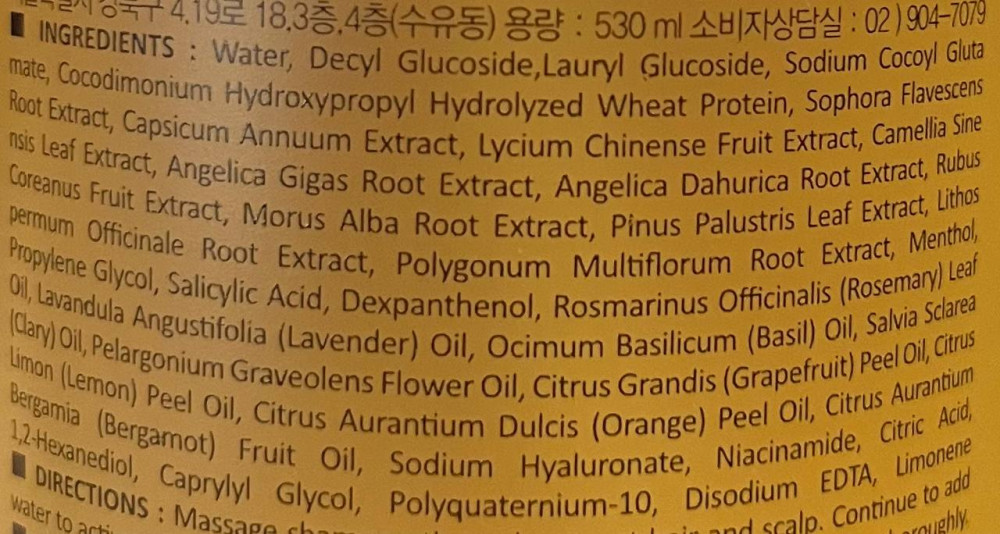 강북구 4.19로 18,3층,4층(수유동) 용량 : 530 ml 소비자상담실 : 02)904-7079
INGREDIENTS : Water, Decyl Glucoside,Lauryl Glucoside, Sodium Cocoyl Gluta
mate, Cocodimonium Hydroxypropyl Hydrolyzed Wheat Protein, Sophora Flavescens
Root Extract, Capsicum Annuum Extract, Lycium Chinense Fruit Extract, Camellia Sine
nsis Leaf Extract, Angelica Gigas Root Extract, Angelica Dahurica Root Extract, Rubus
Coreanus Fruit Extract, Morus Alba Root Extract, Pinus Palustris Leaf Extract, Lithos
permum Officinale Root Extract, Polygonum Multiflorum Root Extract, Menthol,
Propylene Glycol, Salicylic Acid, Dexpanthenol, Rosmarinus Officinalis (Rosemary) Leaf
Oil, Lavandula Angustifolia (Lavender) Oil, Ocimum Basilicum (Basil) Oil, Salvia Sclarea
(Clary) Oil, Pelargonium Graveolens Flower Oil, Citrus Grandis (Grapefruit) Peel Oil, Citrus
Limon (Lemon) Peel Oil, Citrus Aurantium Dulcis (Orange) Peel Oil, Citrus Aurantium
Bergamia (Bergamot) Fruit Oil, Sodium Hyaluronate, Niacinamide, Citric Acid,
1,2-Hexanediol, Caprylyl Glycol, Polyquaternium-10, Disodium EDTA, Limonene
DIRECTIONS : Massage and scalp. Continue to add
water to